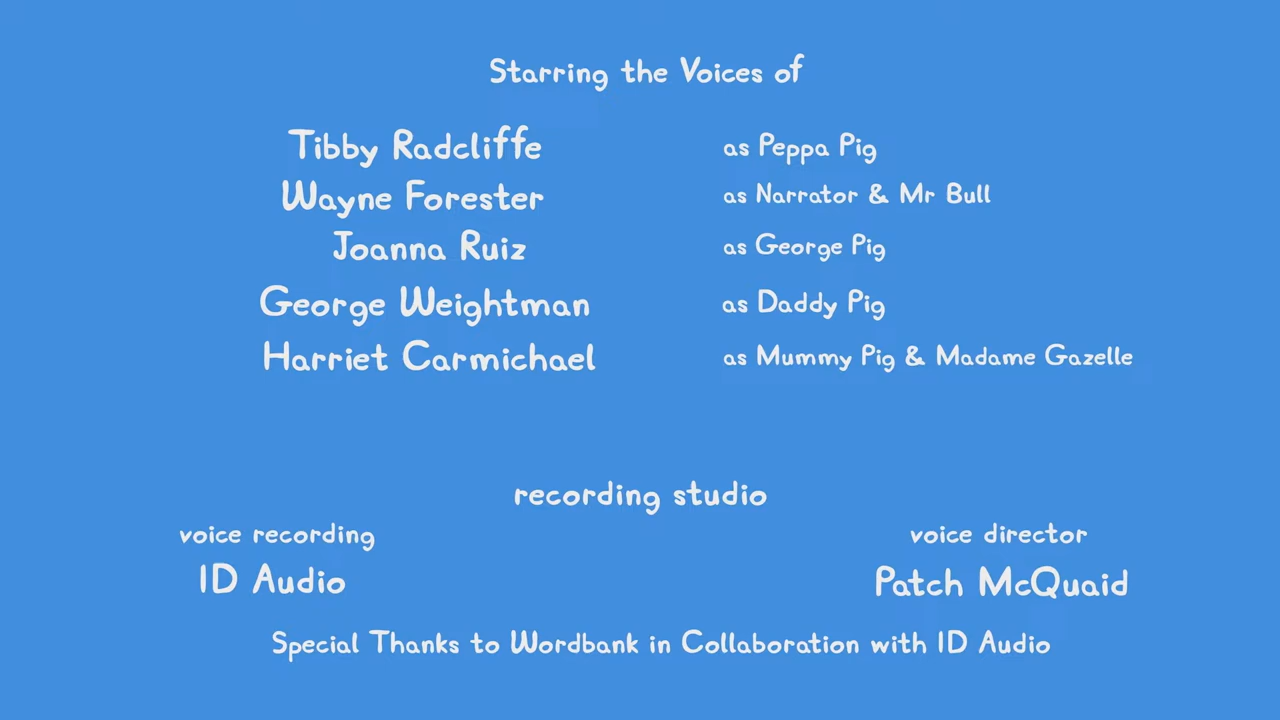 Starring the Voices of
Tibby Radcliffe as Peppa Pig
Wayne Forester as Narrator & Mr Bull
Joanna Ruiz as George Pig
George Weightman as Daddy Pig
Harriet Carmichael as Mummy Pig & Madame Gazelle
recording studio
voice recording voice director
ID Audio Patch McQuaid
Special Thanks to Wordbank in Collaboration with ID Audio